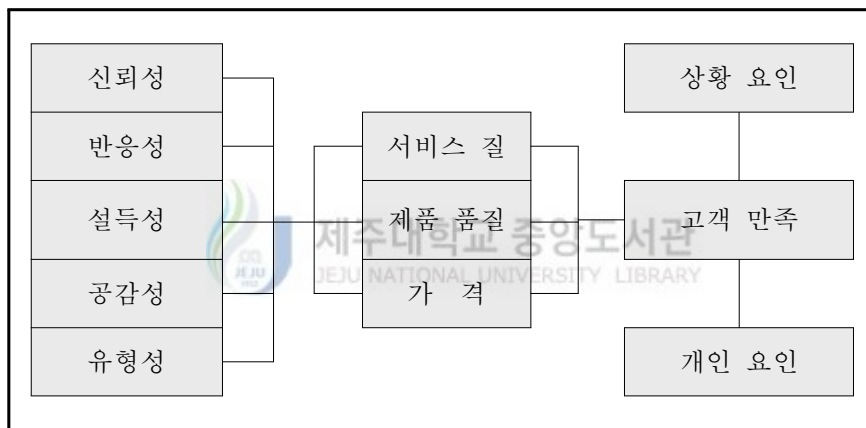 신뢰성
반응성
설득성
공감성
유형성
서비스 질
제품 품질
가 격
상황 요인
고객 만족
개인 요인
제주대학교 중앙도서관
JEJU NATIONAL UNIVERSITY LIBRARY
JEJU
1952